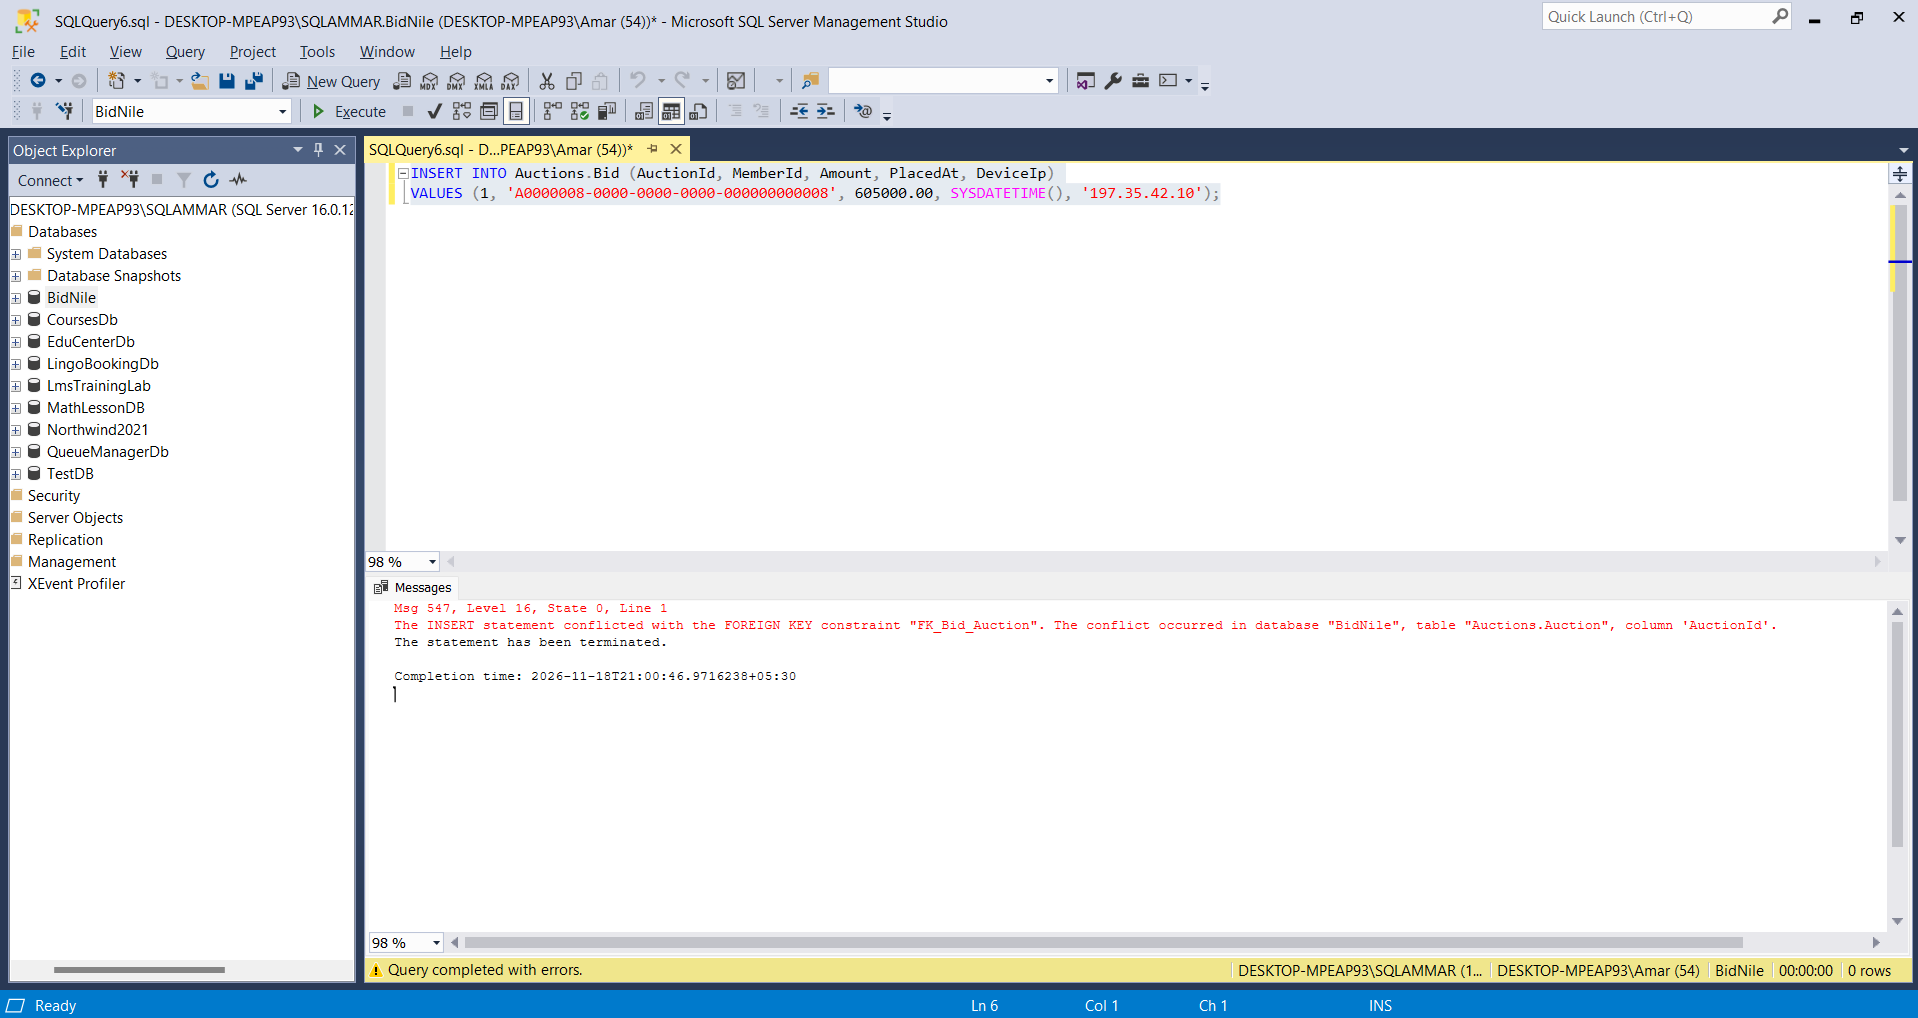 SQLQuery6.sql - DESKTOP-MPEAP93\SQLAMMAR.BidNile (DESKTOP-MPEAP93\Amar (54))* - Microsoft SQL Server Management Studio
Quick Launch (Ctrl+Q)
File Edit View Query Project Tools Window Help
New Query MDX DMX XMLA DAX
BidNile Execute
Object Explorer
Connect
DESKTOP-MPEAP93\SQLAMMAR (SQL Server 16.0.12
Databases
System Databases
Database Snapshots
BidNile
CoursesDb
EduCenterDb
LingoBookingDb
LmsTrainingLab
MathLessonDB
Northwind2021
QueueManagerDb
TestDB
Security
Server Objects
Replication
Management
XEvent Profiler
SQLQuery6.sql - D...PEAP93\Amar (54))*
INSERT INTO Auctions.Bid (AuctionId, MemberId, Amount, PlacedAt, DeviceIp)
VALUES (1, 'A0000008-0000-0000-0000-000000000008', 605000.00, SYSDATETIME(), '197.35.42.10');
98 %
Messages
Msg 547, Level 16, State 0, Line 1
The INSERT statement conflicted with the FOREIGN KEY constraint "FK_Bid_Auction". The conflict occurred in database "BidNile", table "Auctions.Auction", column 'AuctionId'.
The statement has been terminated.
Completion time: 2026-11-18T21:00:46.9716238+05:30
98 %
Query completed with errors. DESKTOP-MPEAP93\SQLAMMAR (1... DESKTOP-MPEAP93\Amar (54) BidNile 00:00:00 0 rows
Ready Ln 6 Col 1 Ch 1 INS